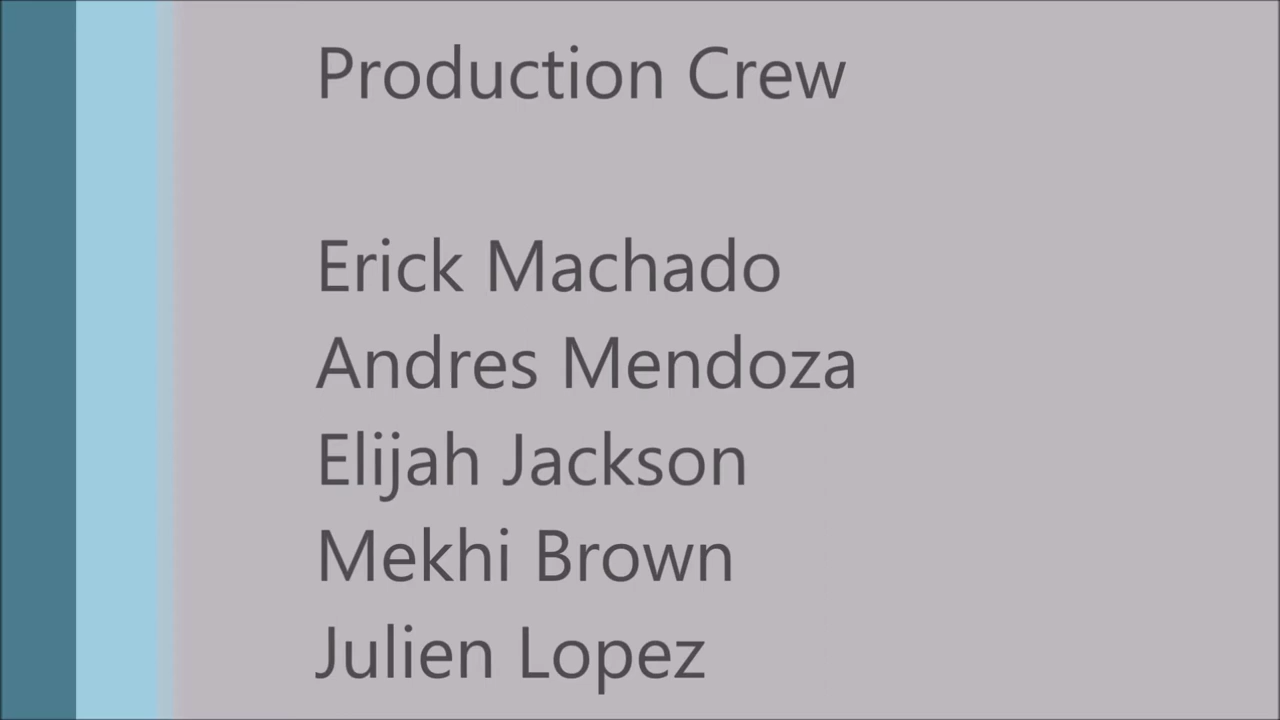 Production Crew
Erick Machado
Andres Mendoza
Elijah Jackson
Mekhi Brown
Julien Lopez